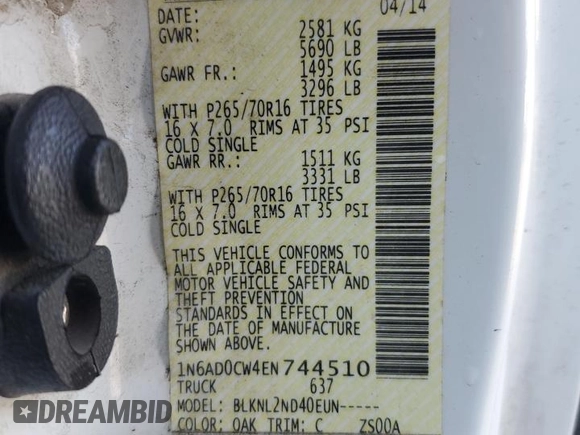 DATE: 04/14
GVWR: 2581 KG
5690 LB
GAWR FR.: 1495 KG
3296 LB
WITH P265/70R16 TIRES
16 X 7.0 RIMS AT 35 PSI
COLD SINGLE
GAWR RR.: 1511 KG
3331 LB
WITH P265/70R16 TIRES
16 X 7.0 RIMS AT 35 PSI
COLD SINGLE
THIS VEHICLE CONFORMS TO
ALL APPLICABLE FEDERAL
MOTOR VEHICLE SAFETY AND
THEFT PREVENTION
STANDARDS IN EFFECT ON
THE DATE OF MANUFACTURE
SHOWN ABOVE.
1N6AD0CW4EN744510
TRUCK 637
MODEL: BLKNL2ND40EUN-----
COLOR: OAK TRIM: C ZS00A
DREAMBID